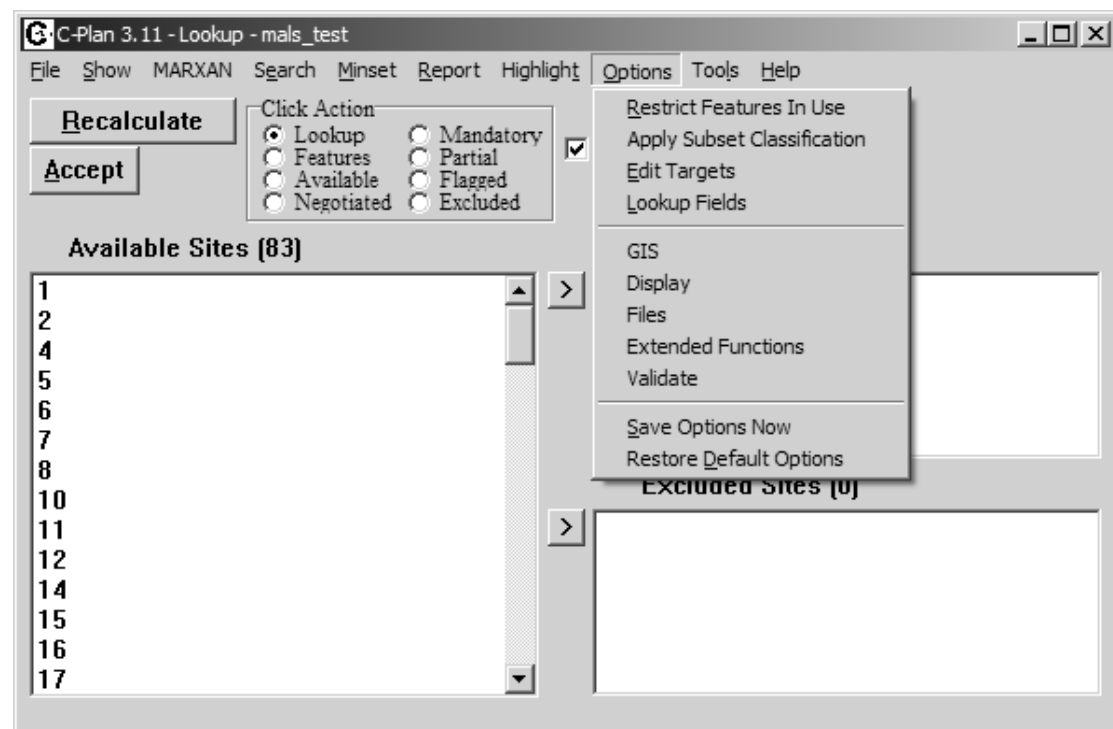 C-Plan 3.11 - Lookup - mals_test
File Show MARXAN Search Minset Report Highlight Options Tools Help
Recalculate
Accept
Click Action
Lookup Mandatory
Features Partial
Available Flagged
Negotiated Excluded
Restrict Features In Use
Apply Subset Classification
Edit Targets
Lookup Fields
GIS
Display
Files
Extended Functions
Validate
Save Options Now
Restore Default Options
Available Sites (83)
1
2
4
5
6
7
8
10
11
12
14
15
16
17
>
>
Excluded Sites (0)